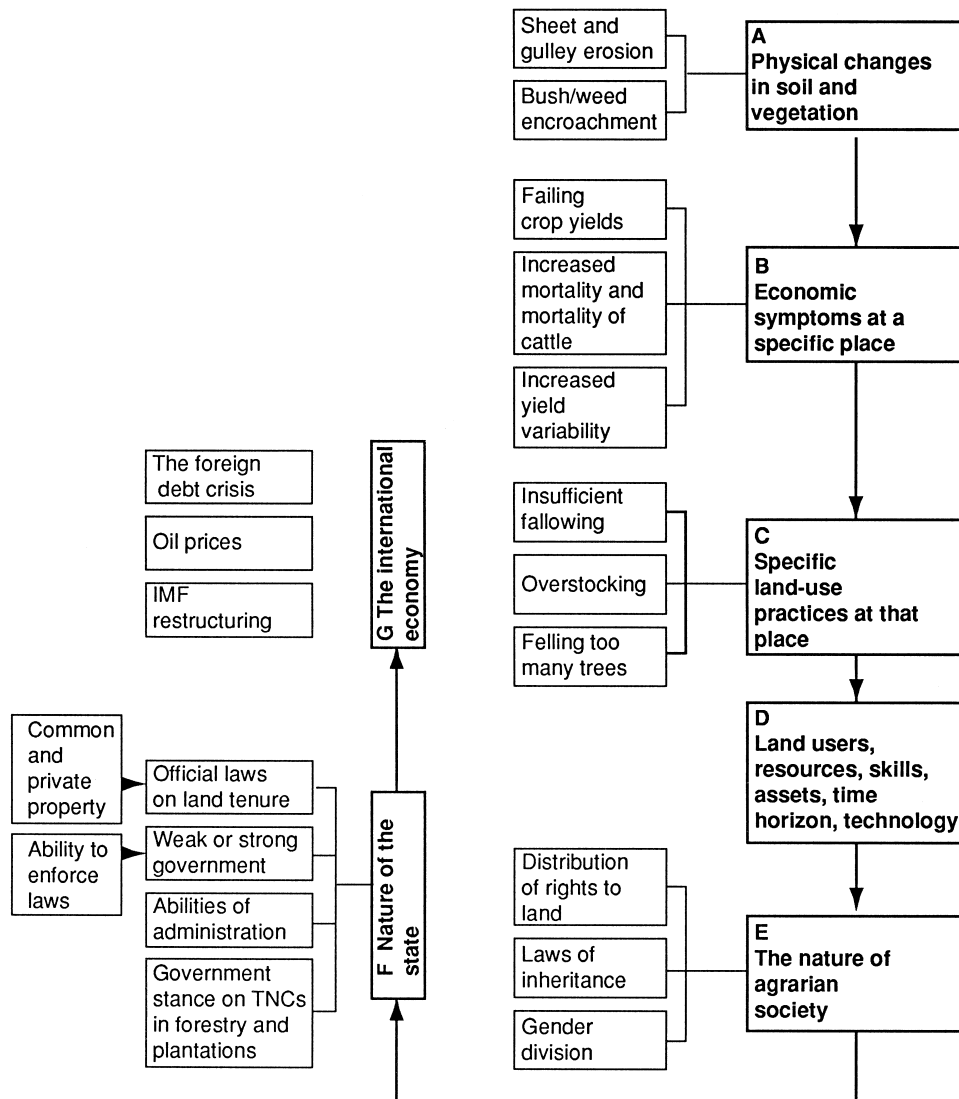 Sheet and
gulley erosion
Bush/weed
encroachment
A
Physical changes
in soil and
vegetation
Failing
crop yields
Increased
mortality and
mortality of
cattle
Increased
yield
variability
B
Economic
symptoms at a
specific place
Insufficient
fallowing
Overstocking
Felling too
many trees
C
Specific
land-use
practices at that
place
D
Land users,
resources, skills,
assets, time
horizon, technology
Distribution
of rights to
land
Laws of
inheritance
Gender
division
E
The nature of
agrarian
society
The foreign
debt crisis
Oil prices
IMF
restructuring
G The international
economy
Common
and
private
property
Ability to
enforce
laws
Official laws
on land tenure
Weak or strong
government
Abilities of
administration
Government
stance on TNCs
in forestry and
plantations
F Nature of the
state